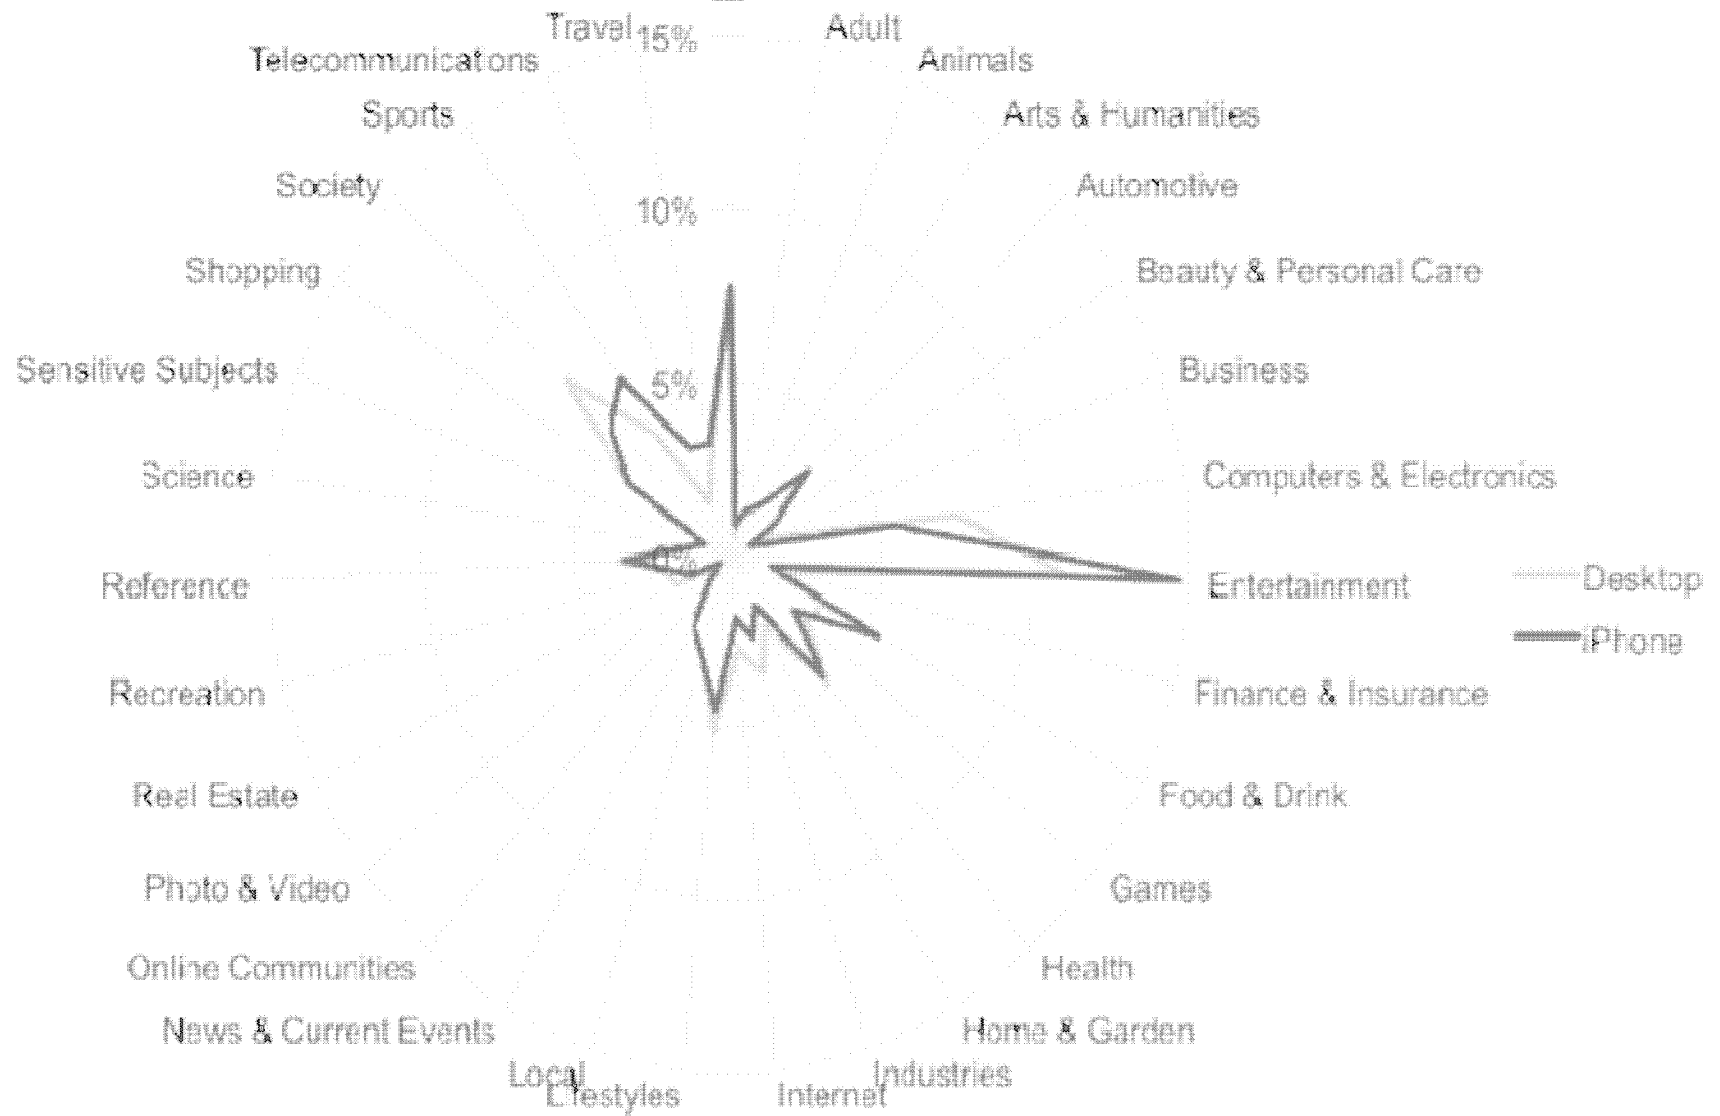 Travel
15%
Adult
Telecommunications
Animals
Sports
Arts & Humanities
Society
Automotive
10%
Shopping
Beauty & Personal Care
Sensitive Subjects
Business
5%
Science
Computers & Electronics
0%
Reference
Entertainment
Desktop
iPhone
Recreation
Finance & Insurance
Real Estate
Food & Drink
Photo & Video
Games
Online Communities
Health
News & Current Events
Home & Garden
Local
Industries
Lifestyles
Internet